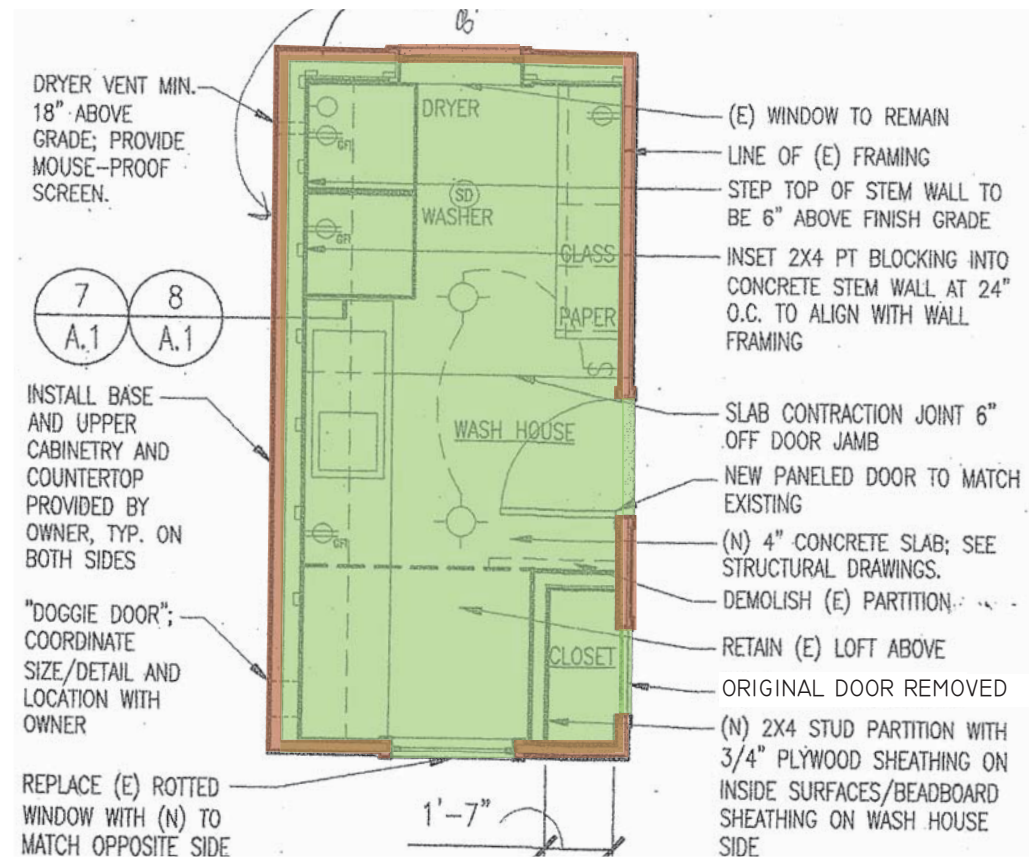 DRYER VENT MIN.
18" ABOVE
GRADE; PROVIDE
MOUSE-PROOF
SCREEN.
7
A.1
8
A.1
INSTALL BASE
AND UPPER
CABINETRY AND
COUNTERTOP
PROVIDED BY
OWNER, TYP. ON
BOTH SIDES
"DOGGIE DOOR";
COORDINATE
SIZE/DETAIL AND
LOCATION WITH
OWNER
REPLACE (E) ROTTED
WINDOW WITH (N) TO
MATCH OPPOSITE SIDE
DRYER
GFI
SD
WASHER
GFI
GLASS
PAPER
S
WASH HOUSE
GFI
CLOSET
1'-7"
(E) WINDOW TO REMAIN
LINE OF (E) FRAMING
STEP TOP OF STEM WALL TO
BE 6" ABOVE FINISH GRADE
INSET 2X4 PT BLOCKING INTO
CONCRETE STEM WALL AT 24"
O.C. TO ALIGN WITH WALL
FRAMING
SLAB CONTRACTION JOINT 6"
OFF DOOR JAMB
NEW PANELED DOOR TO MATCH
EXISTING
(N) 4" CONCRETE SLAB; SEE
STRUCTURAL DRAWINGS.
DEMOLISH (E) PARTITION
RETAIN (E) LOFT ABOVE
ORIGINAL DOOR REMOVED
(N) 2X4 STUD PARTITION WITH
3/4" PLYWOOD SHEATHING ON
INSIDE SURFACES/BEADBOARD
SHEATHING ON WASH HOUSE
SIDE